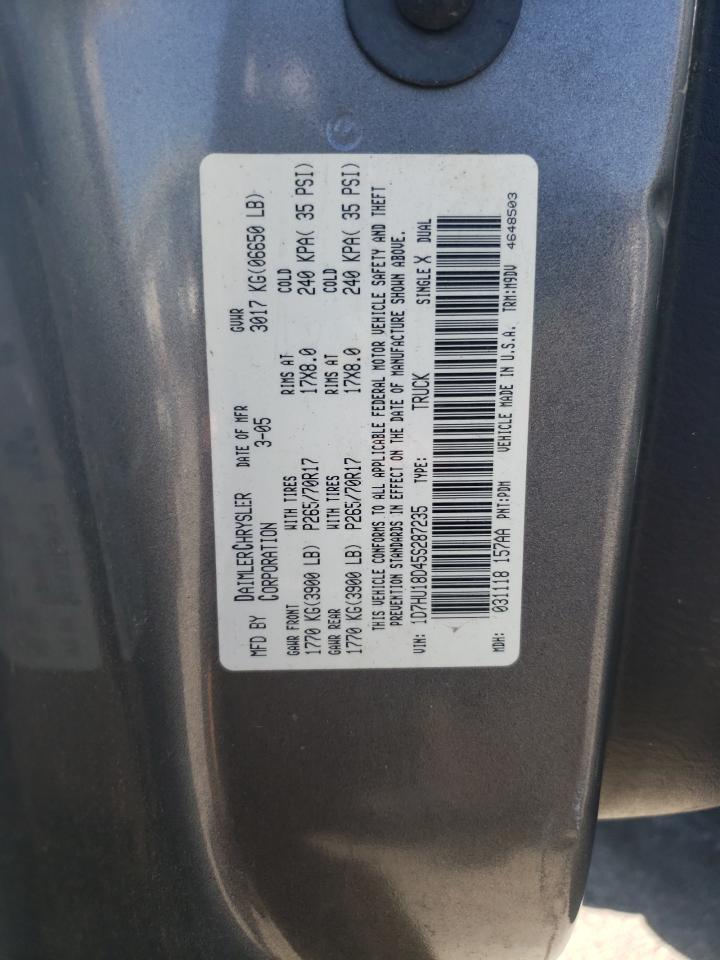 MFD BY DAIMLERCHRYSLER CORPORATION DATE OF MFR 3-05 GVWR 3017 KG(06650 LB)
GAWR FRONT WITH TIRES RIMS AT COLD
1770 KG(3900 LB) P265/70R17 17X8.0 240 KPA( 35 PSI)
GAWR REAR WITH TIRES RIMS AT COLD
1770 KG(3900 LB) P265/70R17 17X8.0 240 KPA( 35 PSI)
THIS VEHICLE CONFORMS TO ALL APPLICABLE FEDERAL MOTOR VEHICLE SAFETY AND THEFT
PREVENTION STANDARDS IN EFFECT ON THE DATE OF MANUFACTURE SHOWN ABOVE.
VIN: 1D7HU18D45S287235 TYPE: TRUCK SINGLE X DUAL
MDH: 031118 157AA PNT:PDM VEHICLE MADE IN U.S.A. TRM:M9DV 4648503